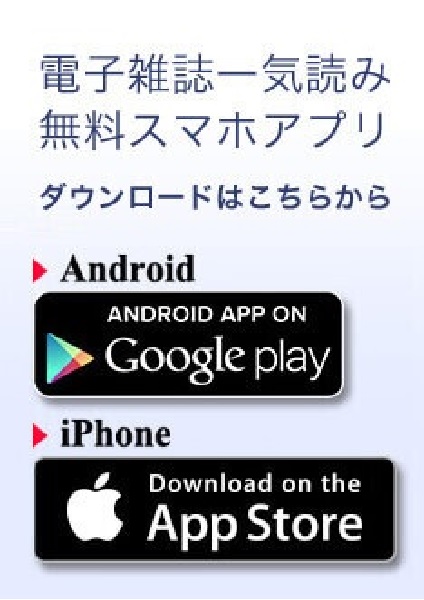 電子雑誌一気読み
無料スマホアプリ
ダウンロードはこちらから
Android
ANDROID APP ON
Google play
iPhone
Download on the
App Store